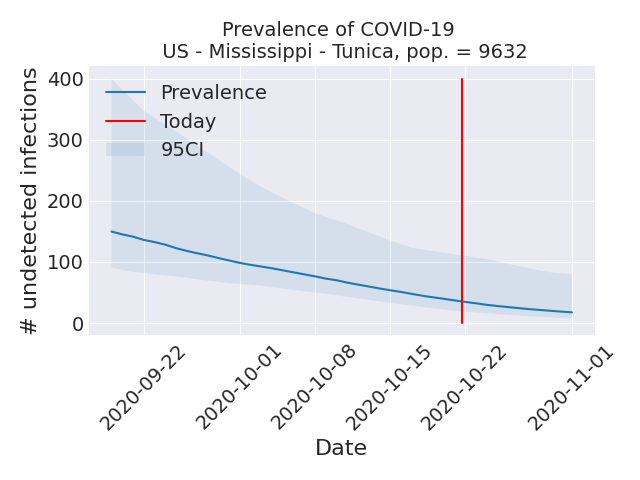 Prevalence of COVID-19
US - Mississippi - Tunica, pop. = 9632
# undetected infections
400
300
200
100
0
Prevalence
Today
95CI
2020-09-22
2020-10-01
2020-10-08
2020-10-15
2020-10-22
2020-11-01
Date